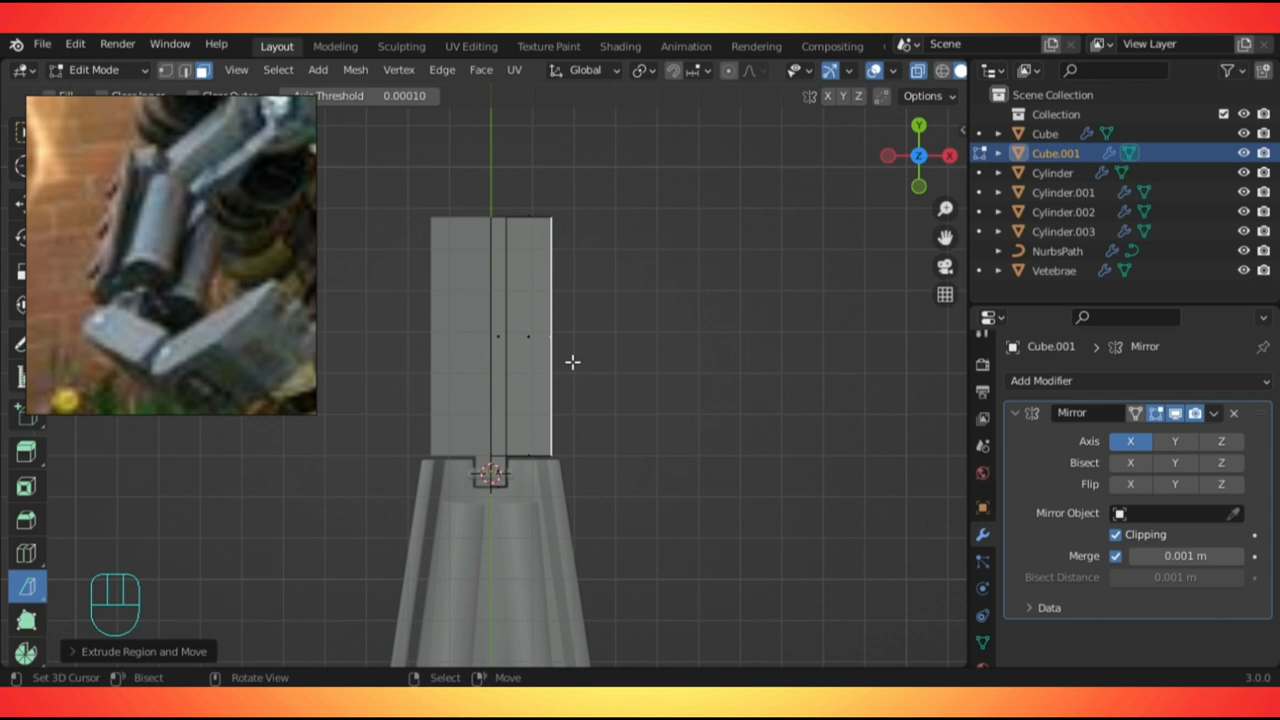 File Edit Render Window Help Layout Modeling Sculpting UV Editing Texture Paint Shading Animation Rendering Compositing Scene View Layer
Edit Mode View Select Add Mesh Vertex Edge Face UV Global
Threshold 0.00010 X Y Z Options
Scene Collection
Collection
Cube
Cube.001
Cylinder
Cylinder.001
Cylinder.002
Cylinder.003
NurbsPath
Vetebrae
Y
Z X
Cube.001 Mirror
Add Modifier
Mirror
Axis X Y Z
Bisect X Y Z
Flip X Y Z
Mirror Object
Clipping
Merge 0.001 m
Bisect Distance 0.001 m
Data
Extrude Region and Move
Set 3D Cursor Bisect Rotate View Select Move 3.0.0